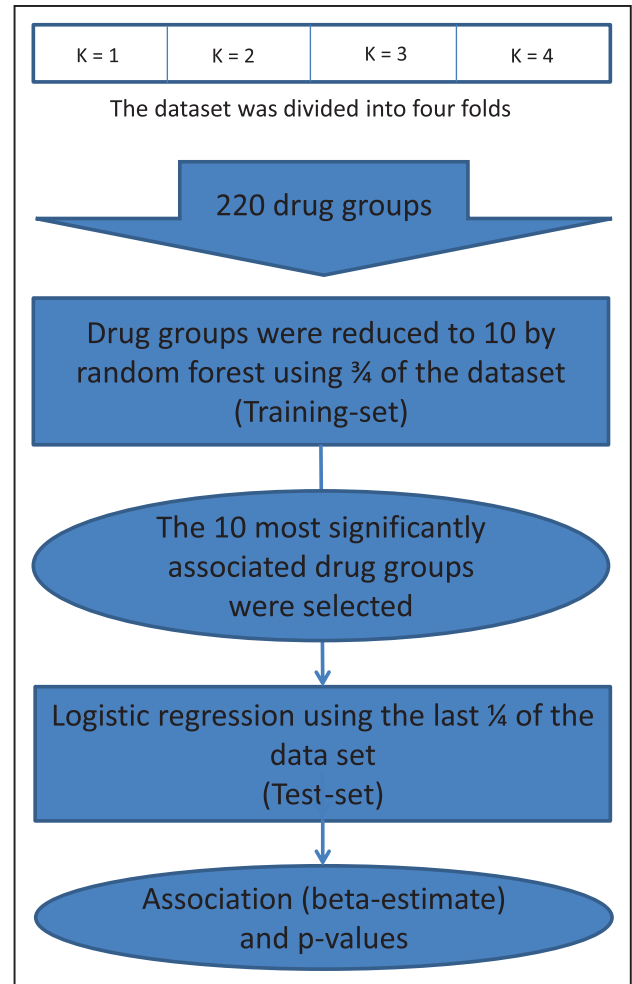 K = 1 K = 2 K = 3 K = 4
The dataset was divided into four folds
220 drug groups
Drug groups were reduced to 10 by
random forest using ¾ of the dataset
(Training-set)
The 10 most significantly
associated drug groups
were selected
Logistic regression using the last ¼ of the
data set
(Test-set)
Association (beta-estimate)
and p-values